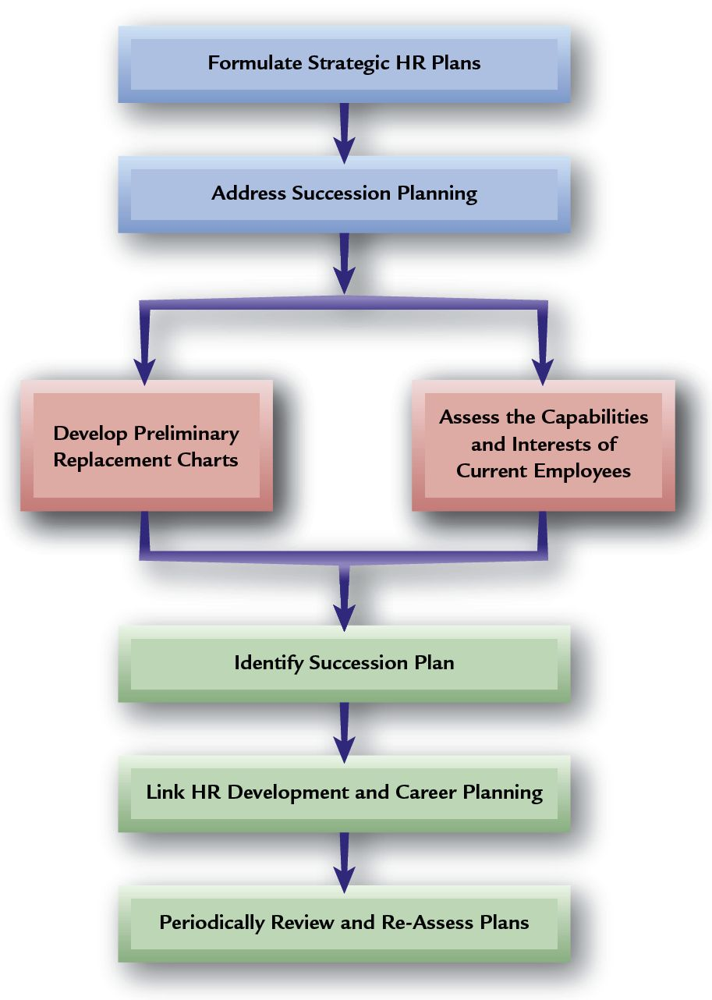 Formulate Strategic HR Plans
Address Succession Planning
Develop Preliminary
Replacement Charts
Assess the Capabilities
and Interests of
Current Employees
Identify Succession Plan
Link HR Development and Career Planning
Periodically Review and Re-Assess Plans